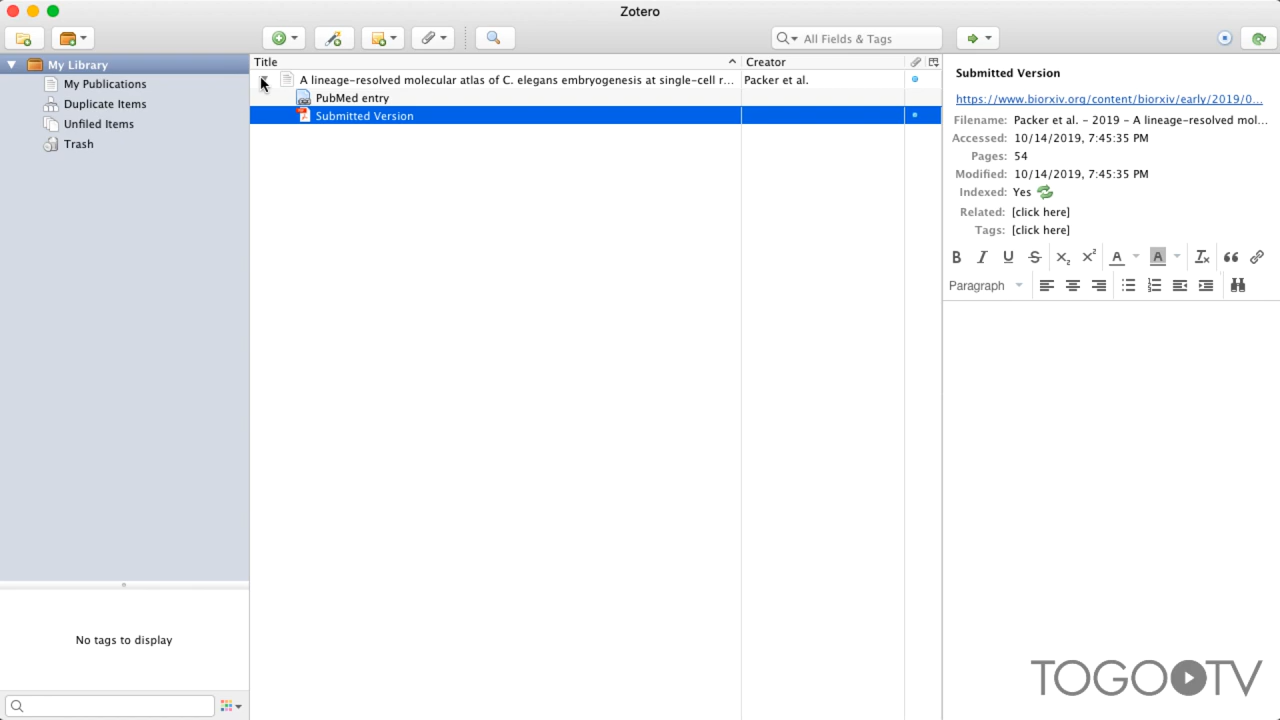 Zotero
All Fields & Tags
My Library
My Publications
Duplicate Items
Unfiled Items
Trash
No tags to display
Title
Creator
A lineage-resolved molecular atlas of C. elegans embryogenesis at single-cell r...
Packer et al.
PubMed entry
Submitted Version
Submitted Version
https://www.biorxiv.org/content/biorxiv/early/2019/0...
Filename: Packer et al. - 2019 - A lineage-resolved mol...
Accessed: 10/14/2019, 7:45:35 PM
Pages: 54
Modified: 10/14/2019, 7:45:35 PM
Indexed: Yes
Related: [click here]
Tags: [click here]
Paragraph
TOGO TV